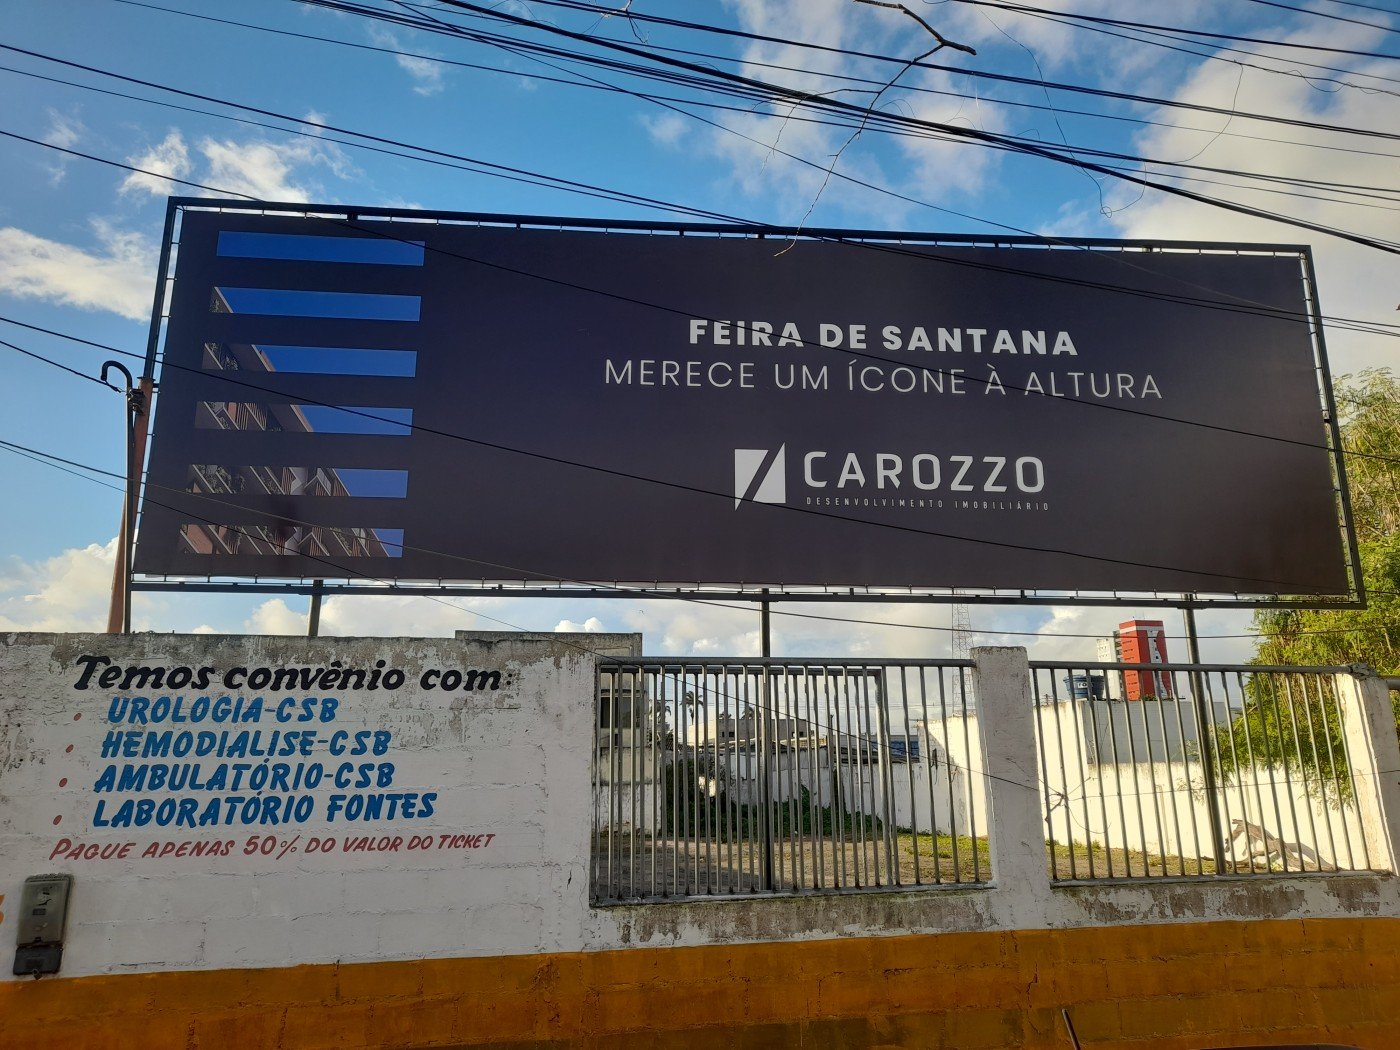 FEIRA DE SANTANA
MERECE UM ÍCONE À ALTURA
CAROZZO
DESENVOLVIMENTO IMOBILIÁRIO
Temos convênio com:
UROLOGIA-CSB
HEMODIALISE-CSB
AMBULATÓRIO-CSB
LABORATÓRIO FONTES
PAGUE APENAS 50% DO VALOR DO TICKET